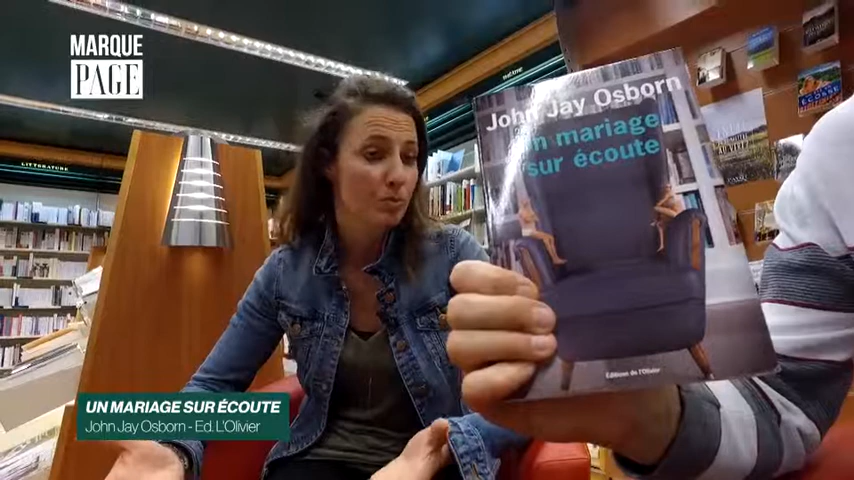 MARQUE
PAGE
John Jay Osborn
un mariage
sur écoute
Éditions de l'Olivier
LITTÉRATURE
NATURE
UN MARIAGE SUR ÉCOUTE
John Jay Osborn - Ed. L'Olivier